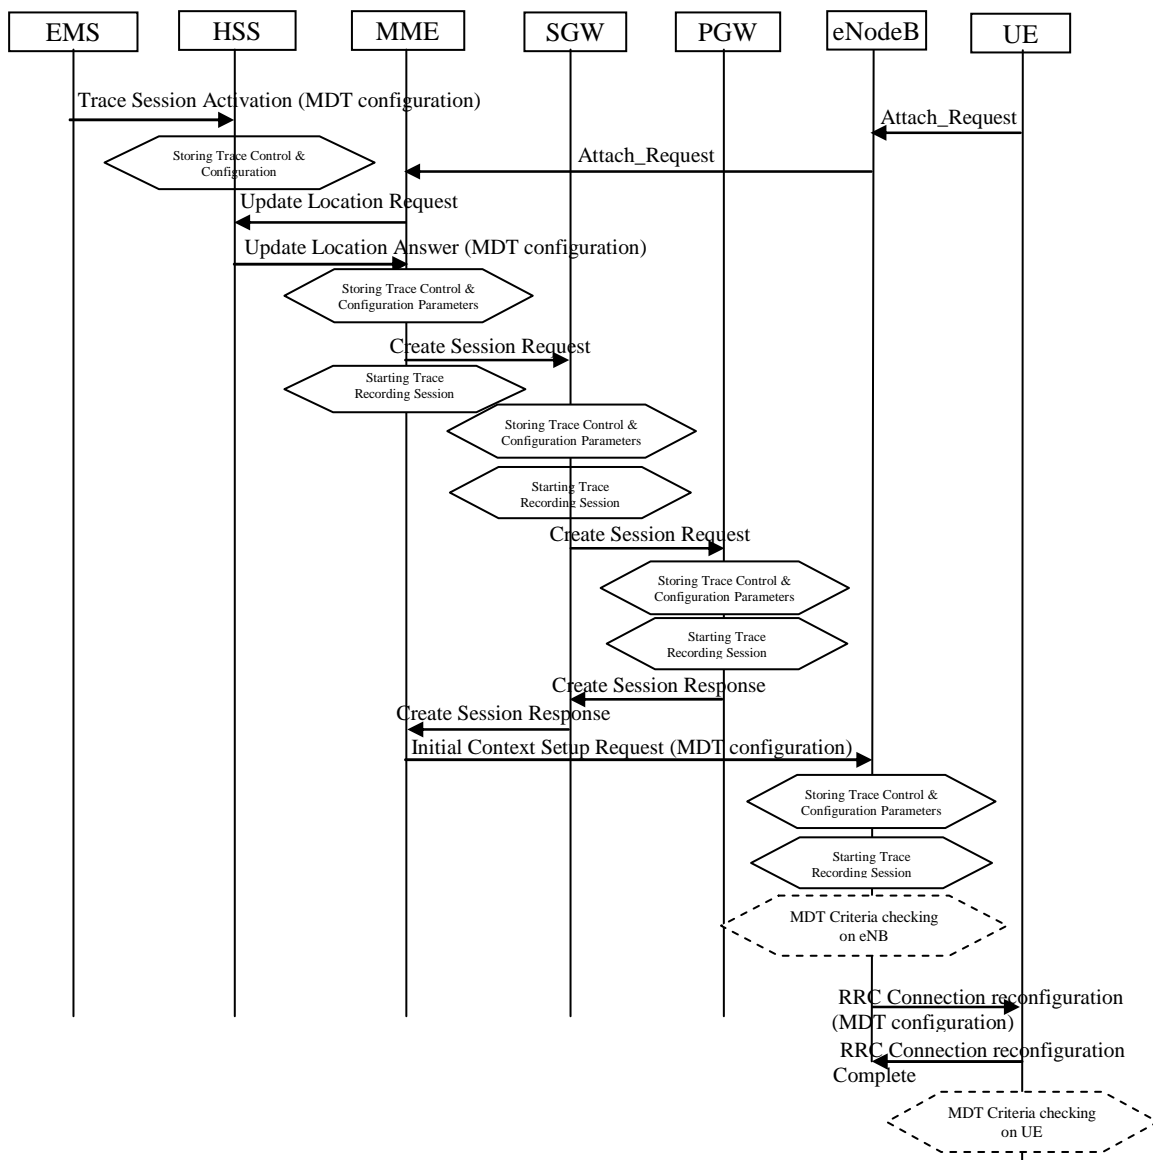 EMS HSS MME SGW PGW eNodeB UE
Trace Session Activation (MDT configuration)
Attach_Request
Storing Trace Control &
Configuration
Attach_Request
Update Location Request
Update Location Answer (MDT configuration)
Storing Trace Control &
Configuration Parameters
Create Session Request
Starting Trace
Recording Session
Storing Trace Control &
Configuration Parameters
Starting Trace
Recording Session
Create Session Request
Storing Trace Control &
Configuration Parameters
Starting Trace
Recording Session
Create Session Response
Create Session Response
Initial Context Setup Request (MDT configuration)
Storing Trace Control &
Configuration Parameters
Starting Trace
Recording Session
MDT Criteria checking
on eNB
RRC Connection reconfiguration
(MDT configuration)
RRC Connection reconfiguration
Complete
MDT Criteria checking
on UE